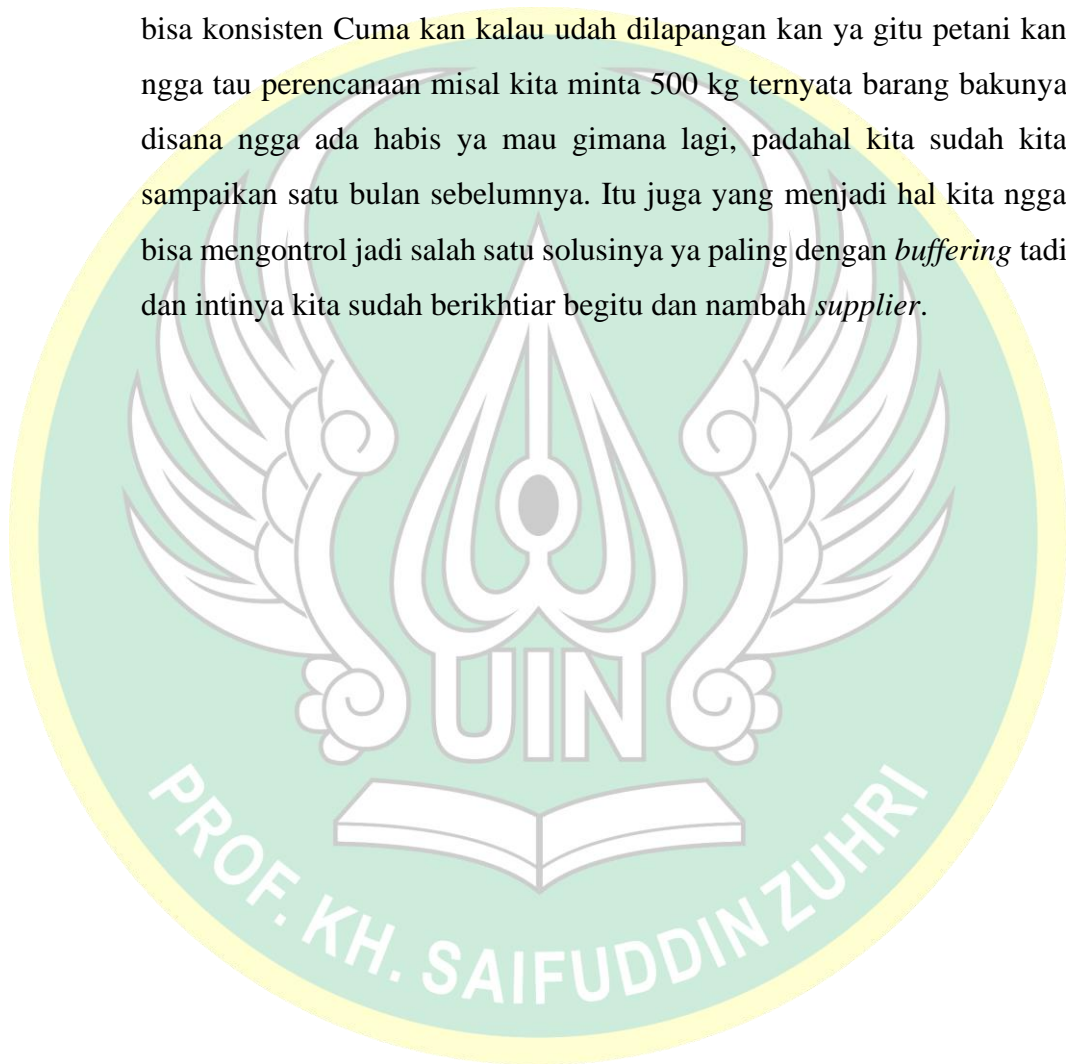 bisa konsisten Cuma kan kalau udah dilapangan kan ya gitu petani kan
ngga tau perencanaan misal kita minta 500 kg ternyata barang bakunya
disana ngga ada habis ya mau gimana lagi, padahal kita sudah kita
sampaikan satu bulan sebelumnya. Itu juga yang menjadi hal kita ngga
bisa mengontrol jadi salah satu solusinya ya paling dengan buffering tadi
dan intinya kita sudah berikhtiar begitu dan nambah supplier.
UIN
PROF. KH. SAIFUDDIN ZUHRI